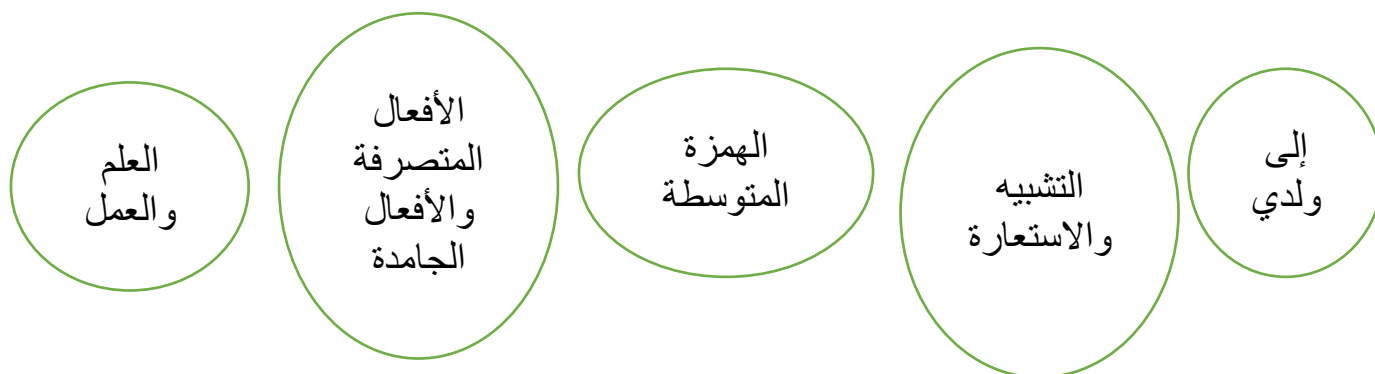 إلى
ولدي
التشبيه
والاستعارة
الهمزة
المتوسطة
الأفعال
المتصرفة
والأفعال
الجامدة
العلم
والعمل